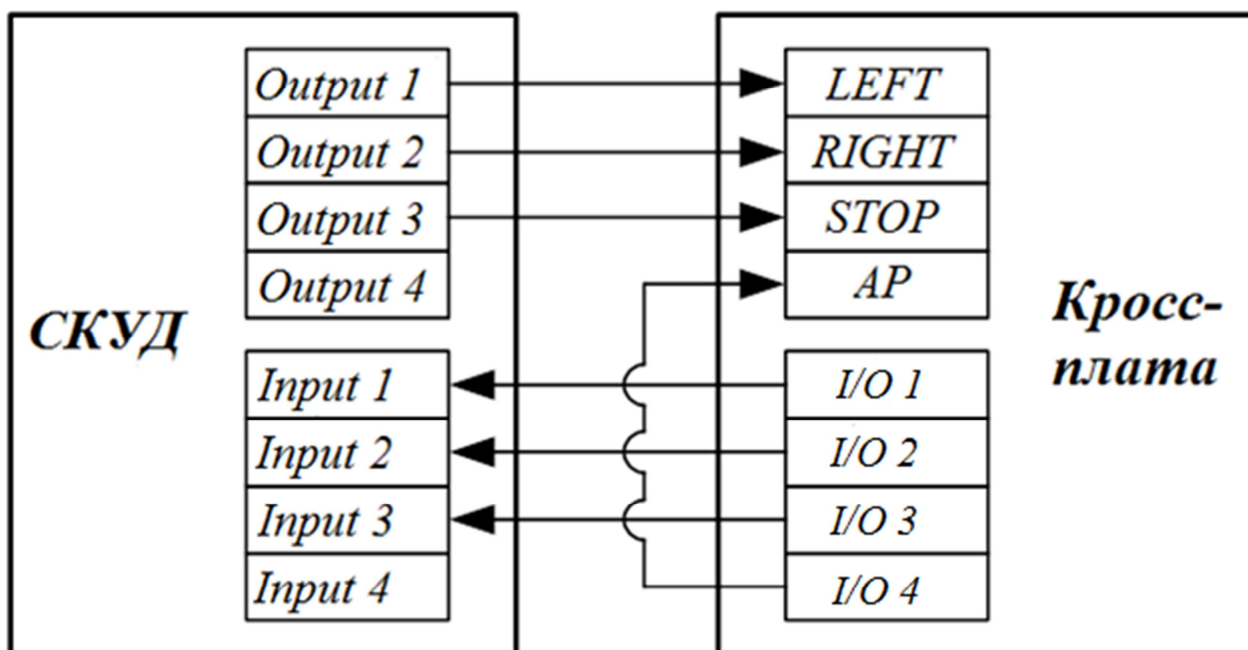 СКУД
Output 1
Output 2
Output 3
Output 4
Input 1
Input 2
Input 3
Input 4
LEFT
RIGHT
STOP
AP
I/O 1
I/O 2
I/O 3
I/O 4
Кросс-
плата